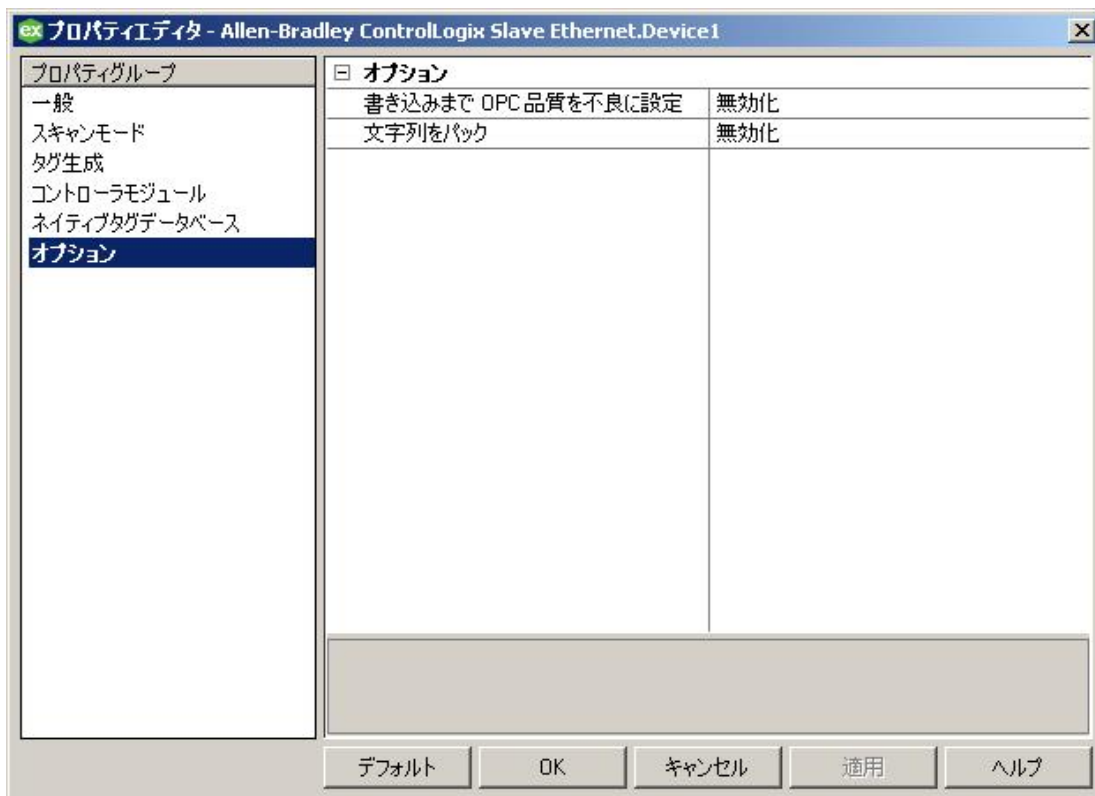 ex プロパティエディタ - Allen-Bradley ControlLogix Slave Ethernet.Device1
プロパティグループ
一般
スキャンモード
タグ生成
コントローラモジュール
ネイティブタグデータベース
オプション
オプション
書き込みまで OPC 品質を不良に設定 無効化
文字列をパック 無効化
デフォルト OK キャンセル 適用 ヘルプ